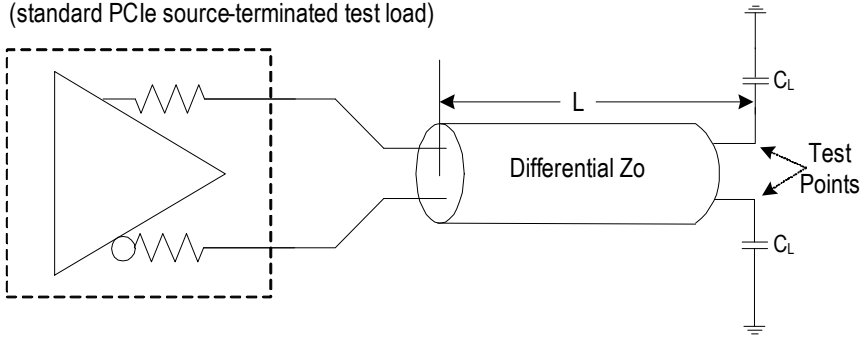 (standard PCIe source-terminated test load)
CL
L
Differential Zo
Test
Points
CL